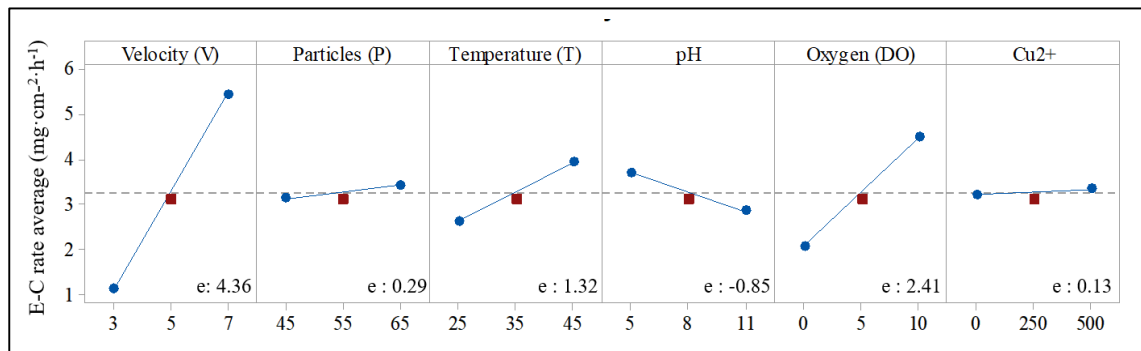 Velocity (V) Particles (P) Temperature (T) pH Oxygen (DO) Cu2+
E-C rate average (mg·cm⁻²·h⁻¹)
6
5
4
3
2
1
e: 4.36 e : 0.29 e : 1.32 e : -0.85 e : 2.41 e : 0.13
3 5 7 45 55 65 25 35 45 5 8 11 0 5 10 0 250 500